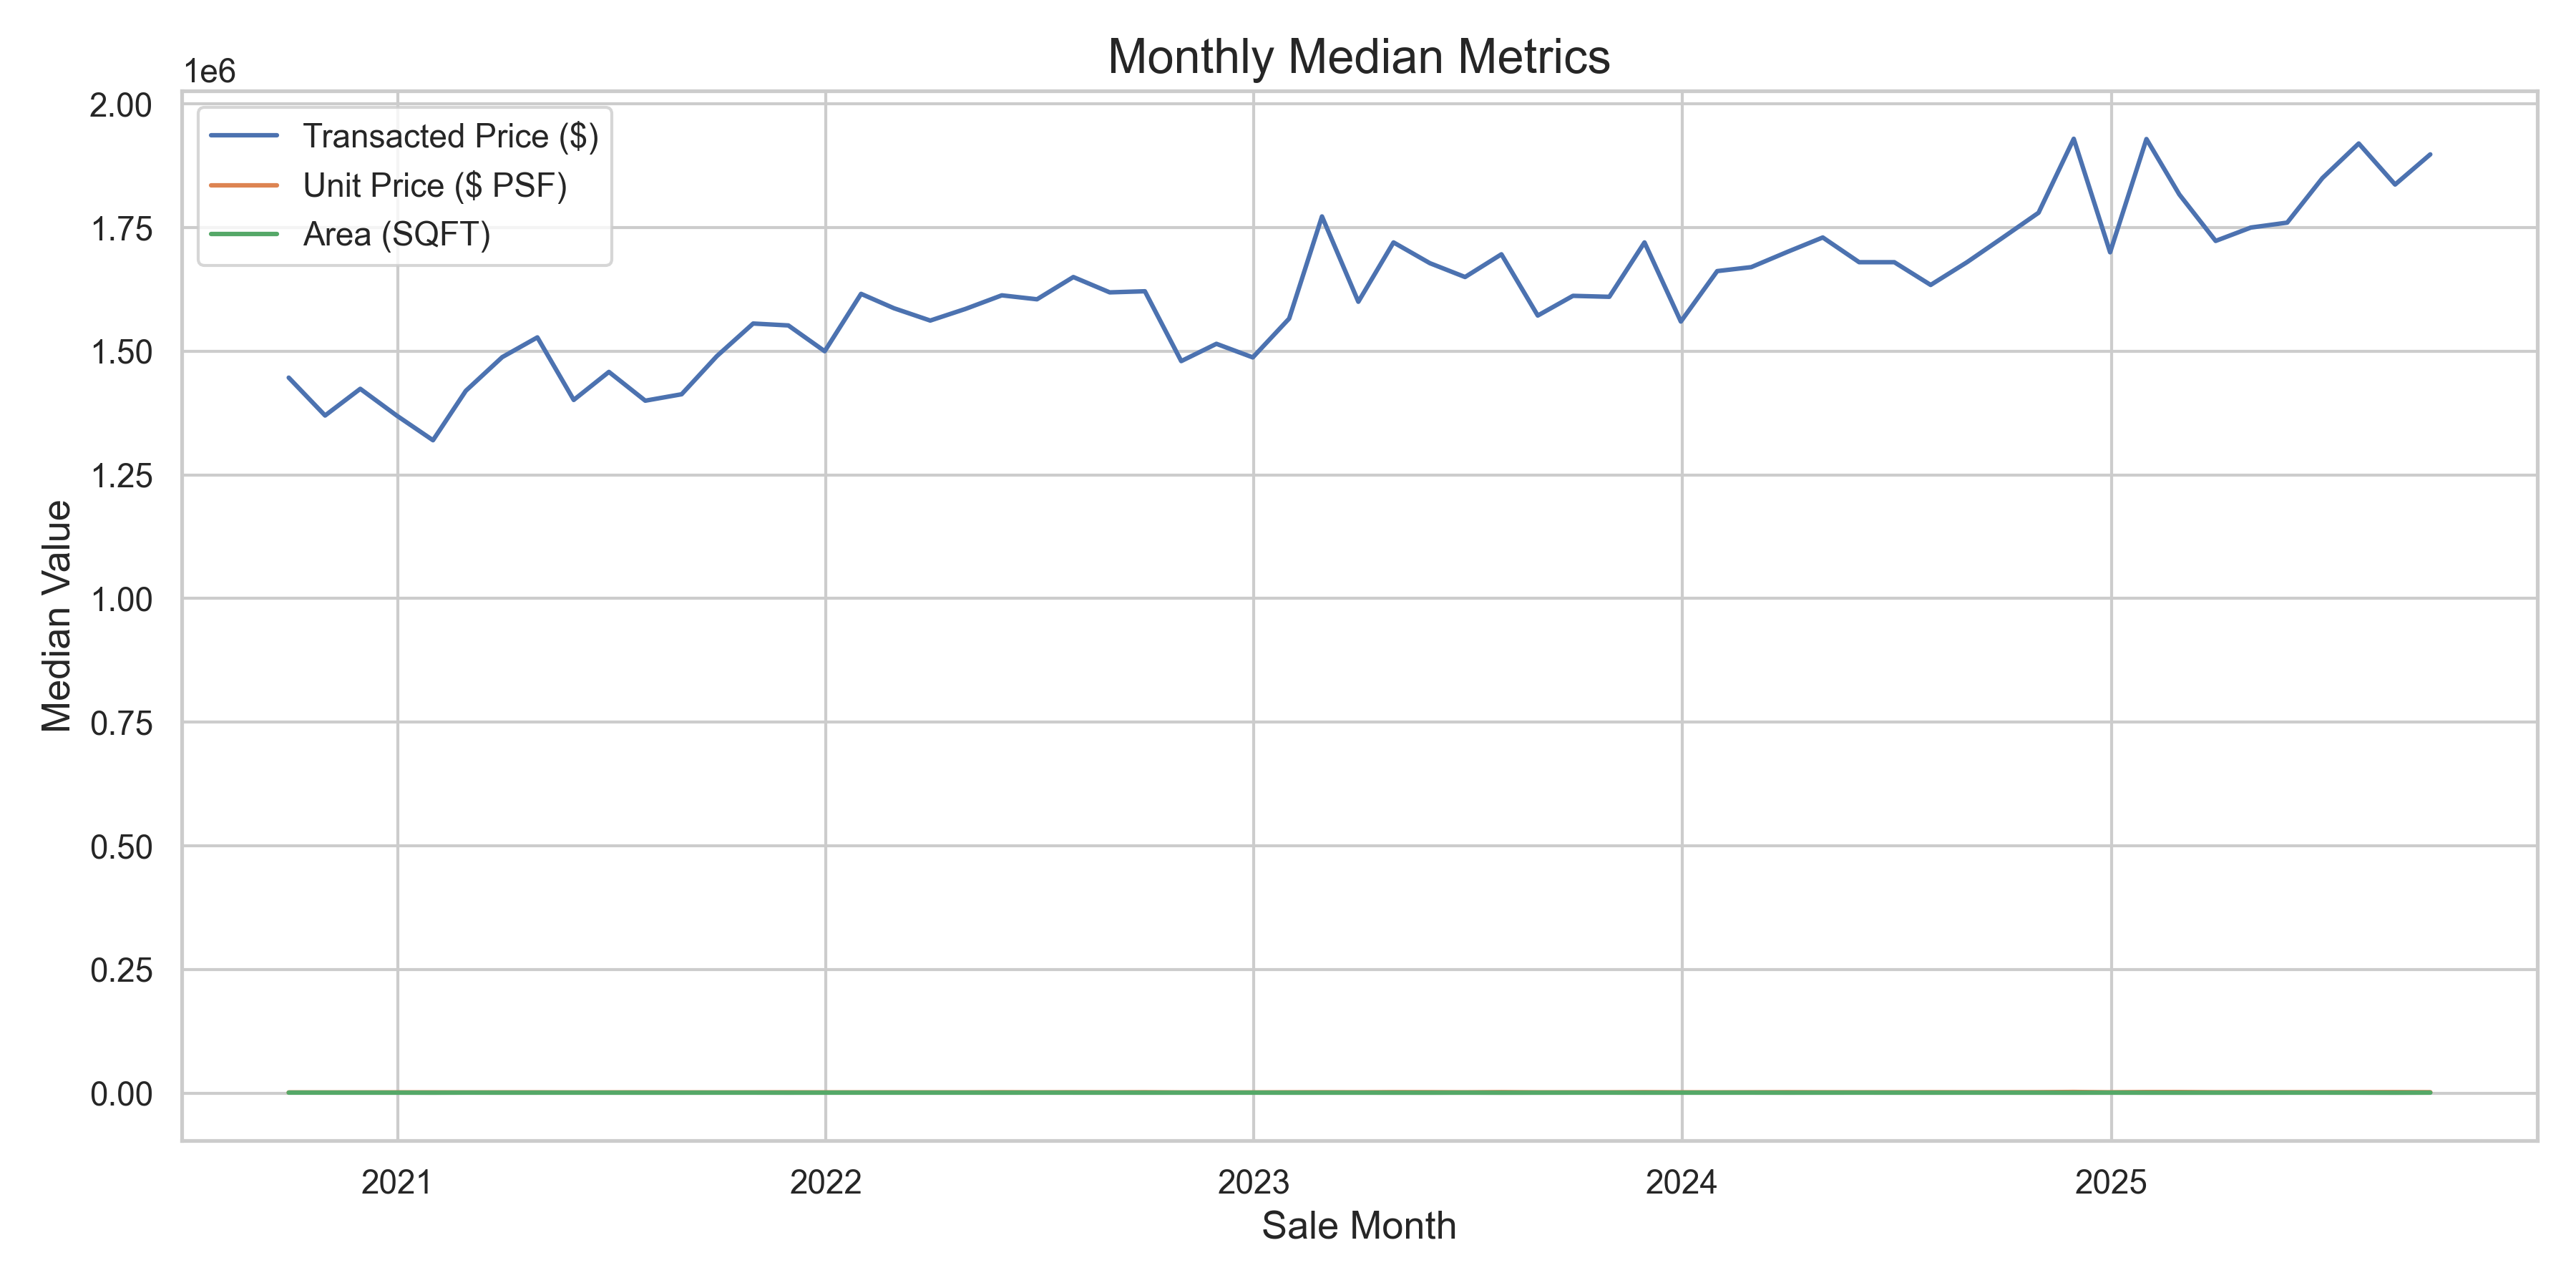 Monthly Median Metrics
1e6
2.00
1.75
1.50
1.25
1.00
0.75
0.50
0.25
0.00
Median Value
Transacted Price ($)
Unit Price ($ PSF)
Area (SQFT)
2021 2022 2023 2024 2025
Sale Month